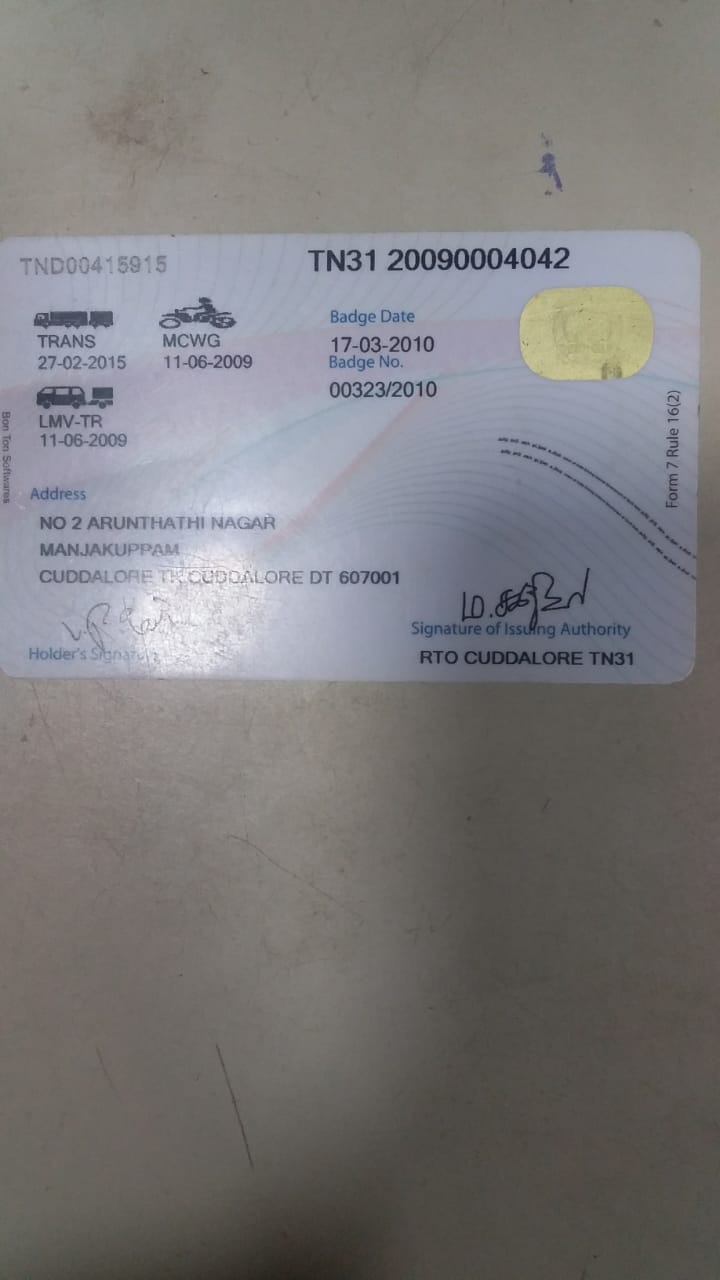 TND00415915
TN31 20090004042
TRANS
27-02-2015
MCWG
11-06-2009
Badge Date
17-03-2010
Badge No.
00323/2010
LMV-TR
11-06-2009
Form 7 Rule 16(2)
Bon Ton Softwares
Address
NO 2 ARUNTHATHI NAGAR
MANJAKUPPAM
CUDDALORE TK CUDDALORE DT 607001
Holder's Signature
Signature of Issuing Authority
RTO CUDDALORE TN31